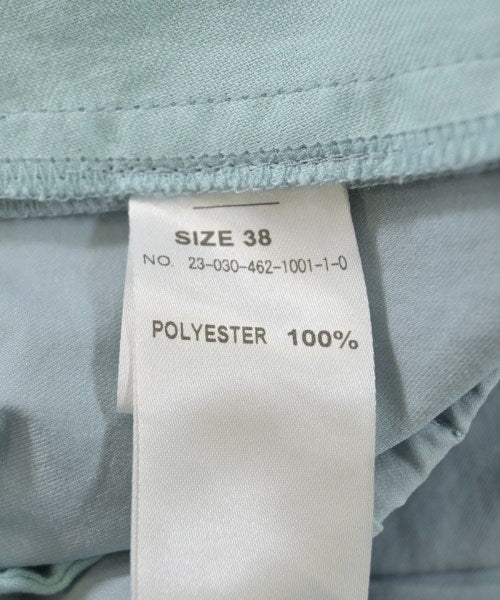 SIZE 38
NO. 23-030-462-1001-1-0
POLYESTER 100%